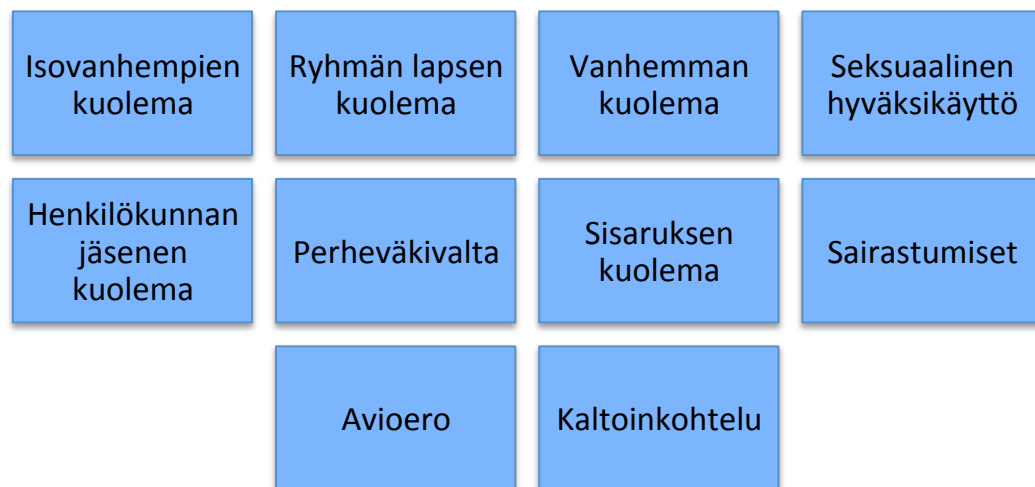 Isovanhempien
kuolema
Ryhmän lapsen
kuolema
Vanhemman
kuolema
Seksuaalinen
hyväksikäyttö
Henkilökunnan
jäsenen
kuolema
Perheväkivalta
Sisaruksen
kuolema
Sairastumiset
Avioero
Kaltoinkohtelu